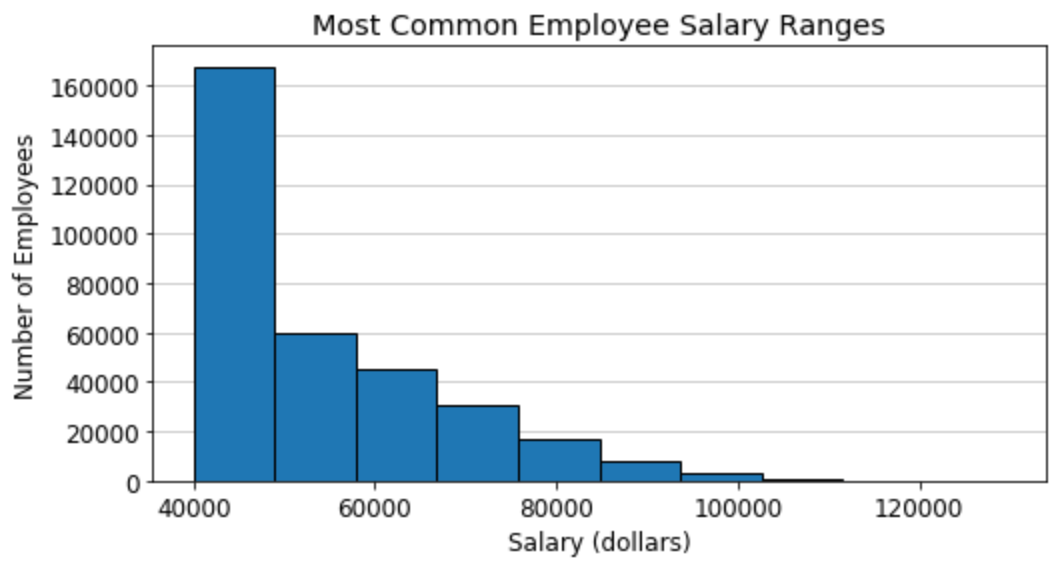 Most Common Employee Salary Ranges
Number of Employees
160000
140000
120000
100000
80000
60000
40000
20000
0
40000 60000 80000 100000 120000
Salary (dollars)